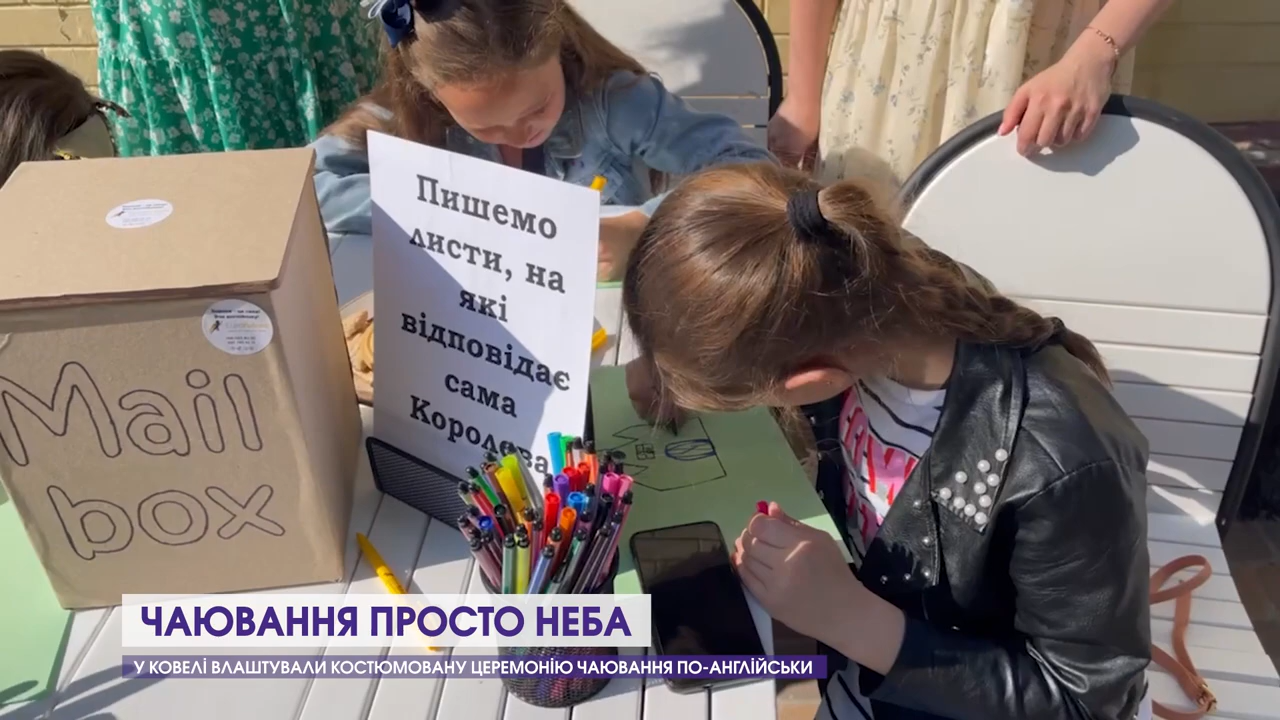 Пишемо
листи, на
які
відповідає
сама
Королева
Mail
box
ЧАЮВАННЯ ПРОСТО НЕБА
У КОВЕЛІ ВЛАШТУВАЛИ КОСТЮМОВАНУ ЦЕРЕМОНІЮ ЧАЮВАННЯ ПО-АНГЛІЙСЬКИ